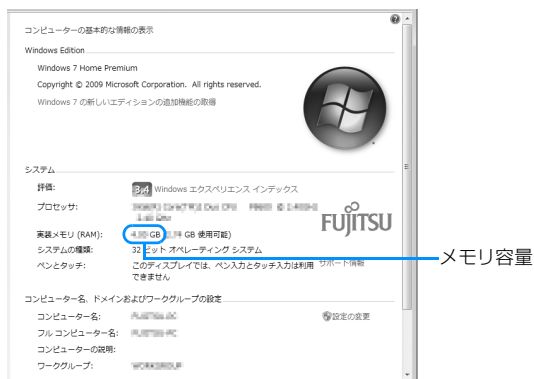 コンピューターの基本的な情報の表示
Windows Edition
Windows 7 Home Premium
Copyright © 2009 Microsoft Corporation. All rights reserved.
Windows 7 の新しいエディションの追加機能の取得
システム
評価:
3.4 Windows エクスペリエンス インデックス
プロセッサ:
FUJITSU
実装メモリ (RAM): GB GB 使用可能)
システムの種類: 32 ビット オペレーティング システム
メモリ容量
ペンとタッチ: このディスプレイでは、ペン入力とタッチ入力は利用できません
サポート情報
コンピューター名、ドメインおよびワークグループの設定
コンピューター名:
設定の変更
フル コンピューター名:
コンピューターの説明:
ワークグループ: